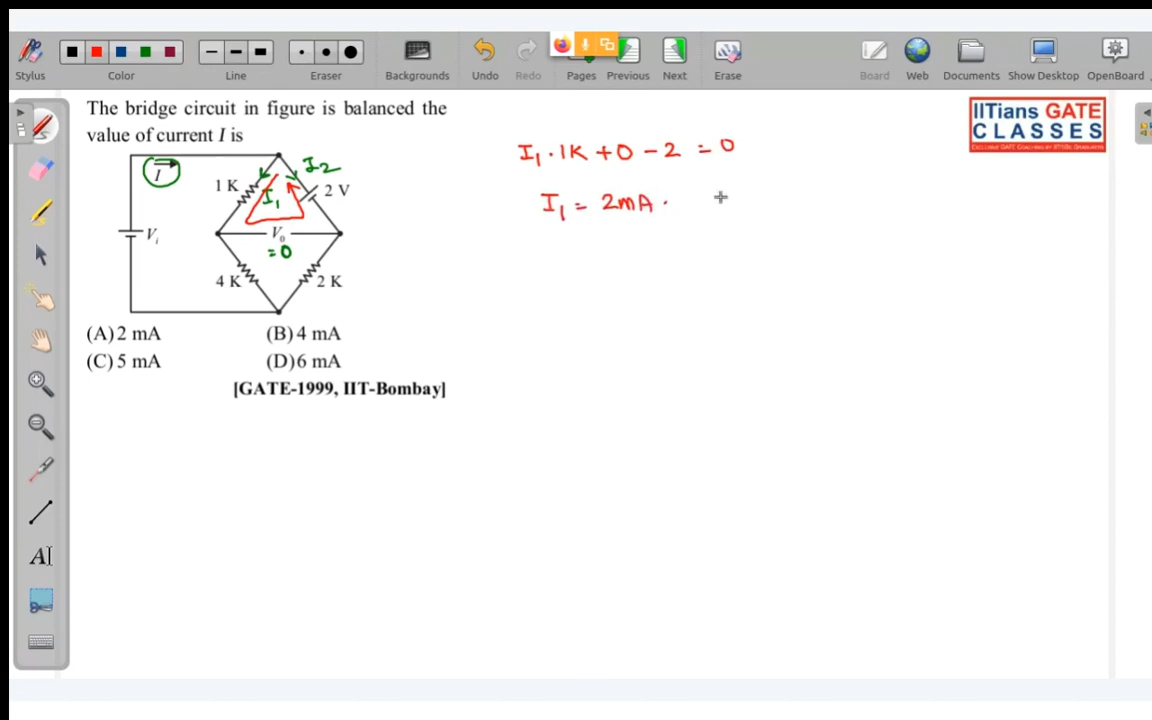 Stylus
Color
Line
Eraser
Backgrounds
Undo
Redo
Pages
Previous
Next
Erase
Board
Web
Documents
Show Desktop
OpenBoard
The bridge circuit in figure is balanced the
value of current I is
IITians GATE
CLASSES
I
I2
1 K
I1
2 V
Vi
V0
=0
4 K
2 K
I1·1K+0-2=0
I1=2mA.
(A) 2 mA
(B) 4 mA
(C) 5 mA
(D) 6 mA
[GATE-1999, IIT-Bombay]
A